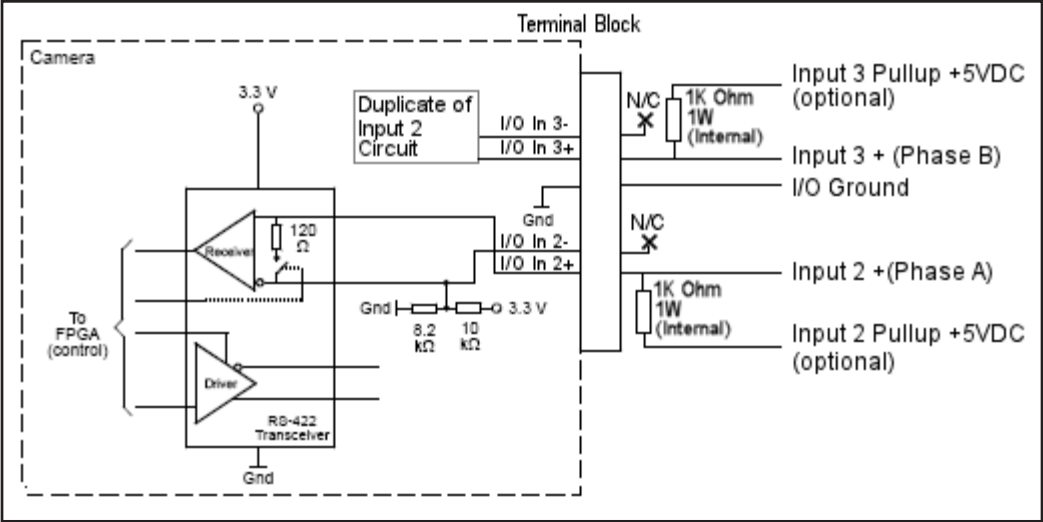 Terminal Block
Camera
3.3 V
Duplicate of
Input 2
Circuit
I/O In 3-
I/O In 3+
N/C
1K Ohm
1W
(Internal)
Input 3 Pullup +5VDC
(optional)
Input 3 + (Phase B)
I/O Ground
Gnd
Receiver
120
Ω
I/O In 2-
I/O In 2+
N/C
Input 2 +(Phase A)
1K Ohm
1W
(Internal)
Input 2 Pullup +5VDC
(optional)
Gnd
3.3 V
8.2
kΩ
10
kΩ
To
FPGA
(control)
Driver
RS-422
Transceiver
Gnd